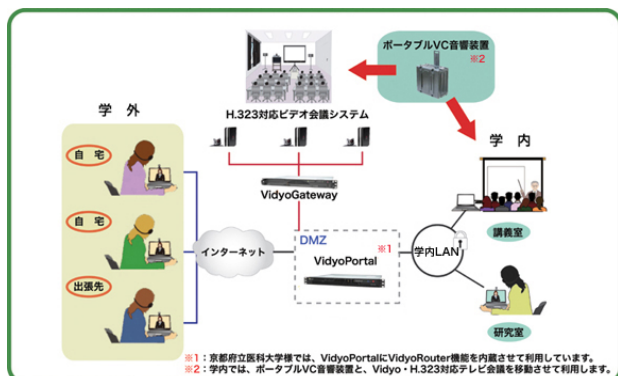 ポータブルVC音響装置
※2
H.323対応ビデオ会議システム
学 外
学 内
自 宅
VidyoGateway
自 宅
インターネット
DMZ
※1
VidyoPortal
学内LAN
講義室
出張先
研究室
※1：京都府立医科大学様では、VidyoPortalにVidyoRouter機能を内蔵させて利用しています。
※2：学内では、ポータブルVC音響装置と、Vidyo・H.323対応テレビ会議を移動させて利用します。